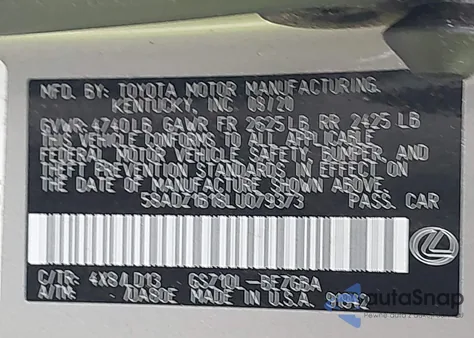 MFD. BY: TOYOTA MOTOR MANUFACTURING,
KENTUCKY, INC. 08/20
GVWR: 4740LB GAWR FR 2625LB RR 2425 LB
THIS VEHICLE CONFORMS TO ALL APPLICABLE
FEDERAL MOTOR VEHICLE SAFETY, BUMPER, AND
THEFT PREVENTION STANDARDS IN EFFECT ON
THE DATE OF MANUFACTURE SHOWN ABOVE.
58ADZ1B18LU079373 PASS. CAR
C/TR: 4X8/LD13 GSZ10L-BEZGBA
A/TM: /UA80E MADE IN U.S.A.
autoSnap